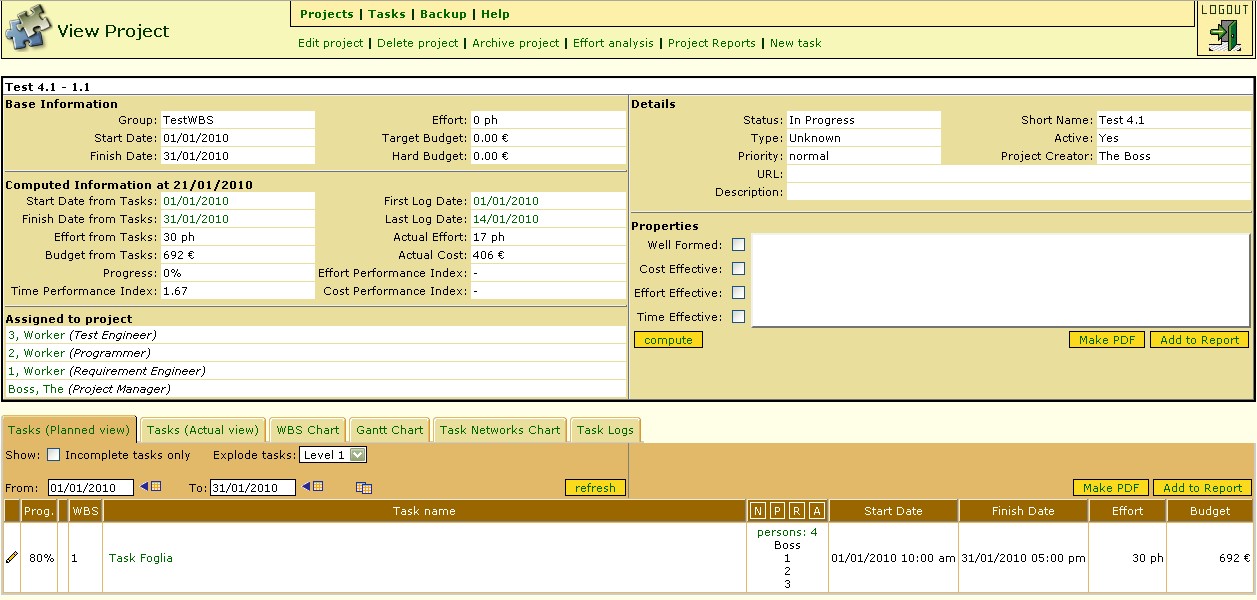 View Project
Projects | Tasks | Backup | Help
Edit project | Delete project | Archive project | Effort analysis | Project Reports | New task
LOGOUT
Test 4.1 - 1.1
Base Information
Group: TestWBS Effort: 0 ph
Start Date: 01/01/2010 Target Budget: 0.00 €
Finish Date: 31/01/2010 Hard Budget: 0.00 €
Computed Information at 21/01/2010
Start Date from Tasks: 01/01/2010 First Log Date: 01/01/2010
Finish Date from Tasks: 31/01/2010 Last Log Date: 14/01/2010
Effort from Tasks: 30 ph Actual Effort: 17 ph
Budget from Tasks: 692 € Actual Cost: 406 €
Progress: 0% Effort Performance Index: -
Time Performance Index: 1.67 Cost Performance Index: -
Assigned to project
3, Worker (Test Engineer)
2, Worker (Programmer)
1, Worker (Requirement Engineer)
Boss, The (Project Manager)
Details
Status: In Progress Short Name: Test 4.1
Type: Unknown Active: Yes
Priority: normal Project Creator: The Boss
URL:
Description:
Properties
Well Formed:
Cost Effective:
Effort Effective:
Time Effective:
compute Make PDF Add to Report
Tasks (Planned view) Tasks (Actual view) WBS Chart Gantt Chart Task Networks Chart Task Logs
Show: Incomplete tasks only Explode tasks: Level 1
From: 01/01/2010 To: 31/01/2010 refresh Make PDF Add to Report
Prog. WBS Task name N P R A Start Date Finish Date Effort Budget
80% 1 Task Foglia persons: 4 01/01/2010 10:00 am 31/01/2010 05:00 pm 30 ph 692 €
Boss
1
2
3